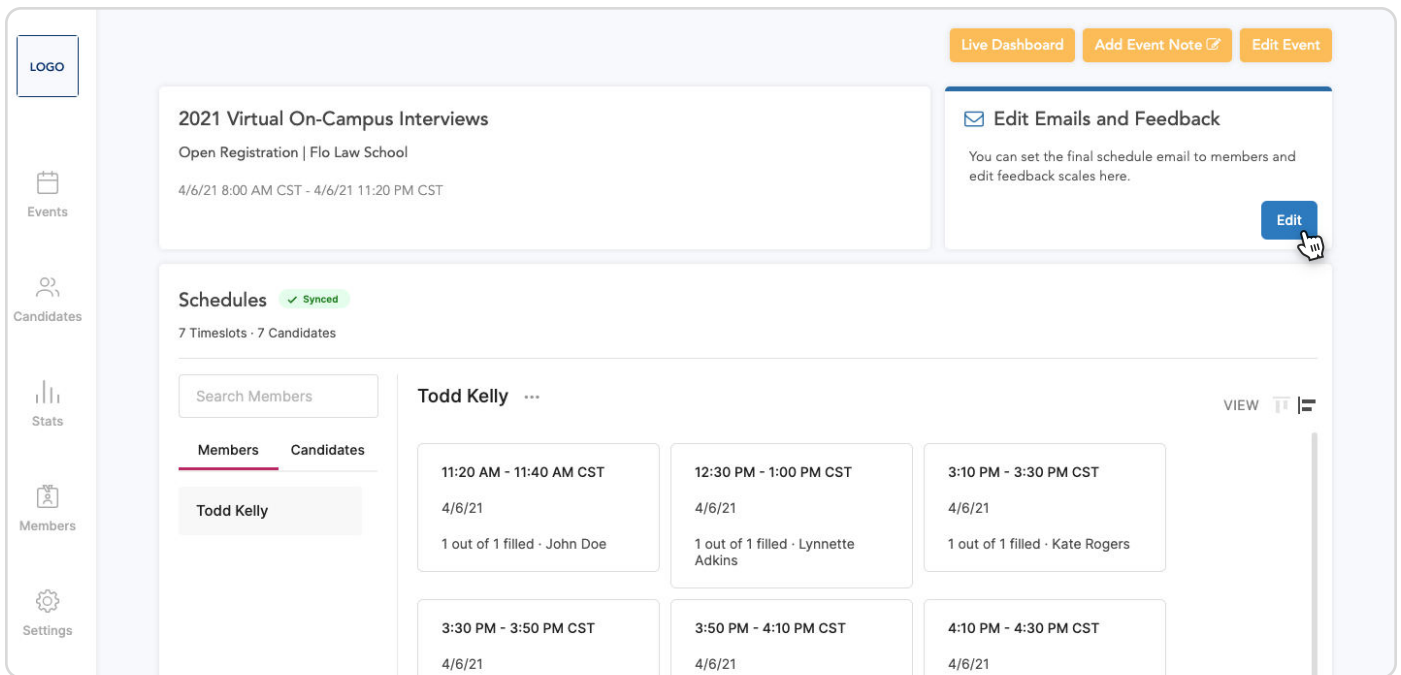 LOGO
Events
Candidates
Stats
Members
Settings
Live Dashboard
Add Event Note
Edit Event
2021 Virtual On-Campus Interviews
Open Registration | Flo Law School
4/6/21 8:00 AM CST - 4/6/21 11:20 PM CST
Edit Emails and Feedback
You can set the final schedule email to members and
edit feedback scales here.
Edit
Schedules
Synced
7 Timeslots · 7 Candidates
Search Members
Members
Candidates
Todd Kelly
Todd Kelly ...
VIEW
11:20 AM - 11:40 AM CST
4/6/21
1 out of 1 filled · John Doe
12:30 PM - 1:00 PM CST
4/6/21
1 out of 1 filled · Lynnette
Adkins
3:10 PM - 3:30 PM CST
4/6/21
1 out of 1 filled · Kate Rogers
3:30 PM - 3:50 PM CST
4/6/21
3:50 PM - 4:10 PM CST
4/6/21
4:10 PM - 4:30 PM CST
4/6/21